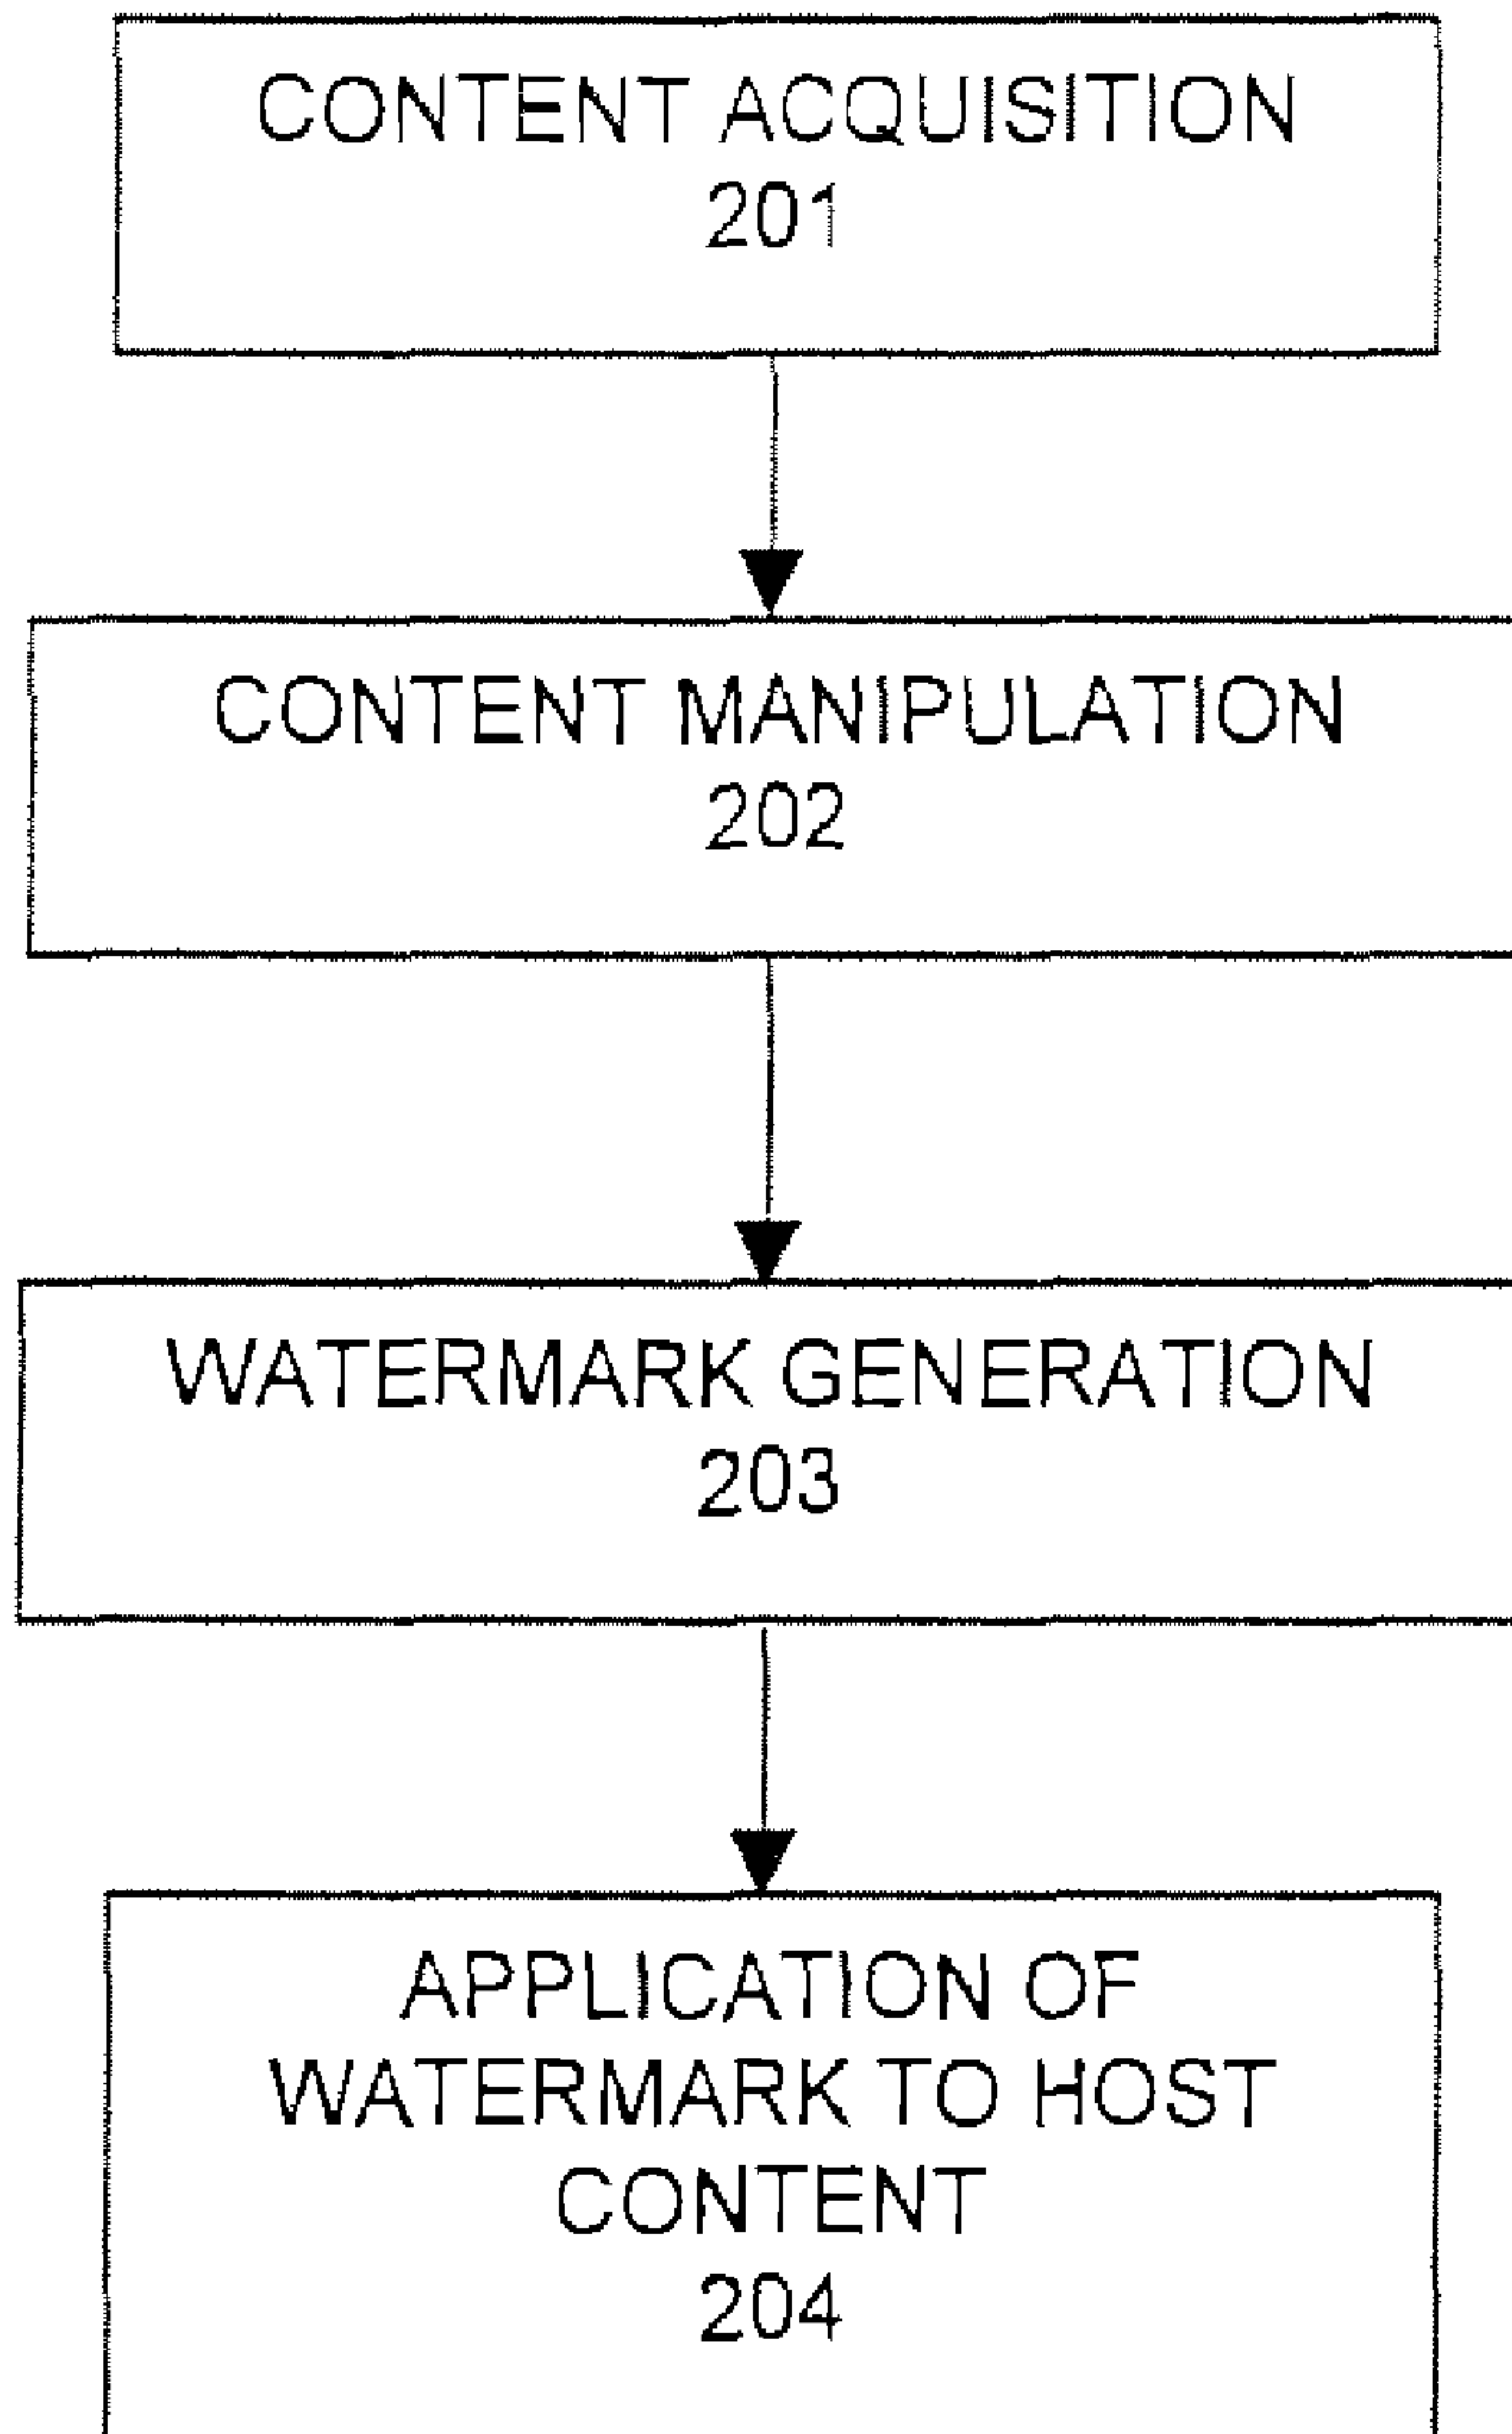 CONTENT ACQUISITION
201
CONTENT MANIPULATION
202
WATERMARK GENERATION
203
APPLICATION OF
WATERMARK TO HOST
CONTENT
204